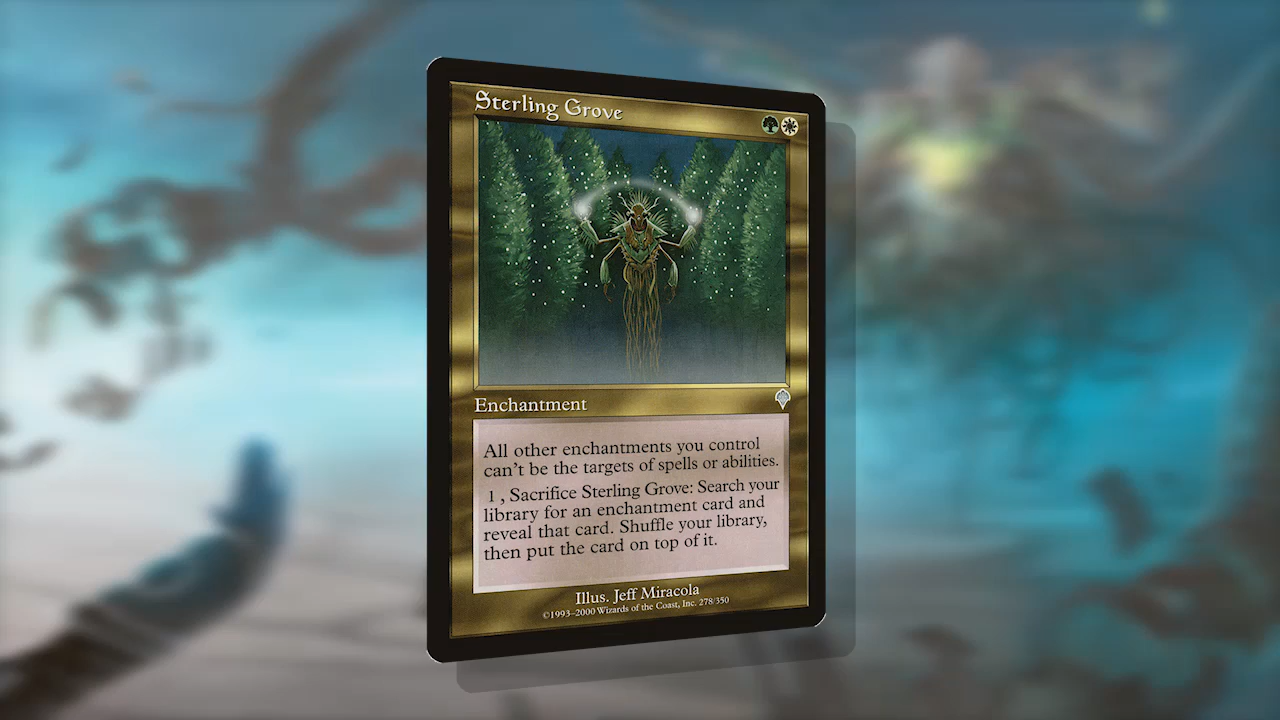 Sterling Grove
Enchantment
All other enchantments you control
can't be the targets of spells or abilities.
1 , Sacrifice Sterling Grove: Search your
library for an enchantment card and
reveal that card. Shuffle your library,
then put the card on top of it.
Illus. Jeff Miracola
©1993–2000 Wizards of the Coast, Inc. 278/350